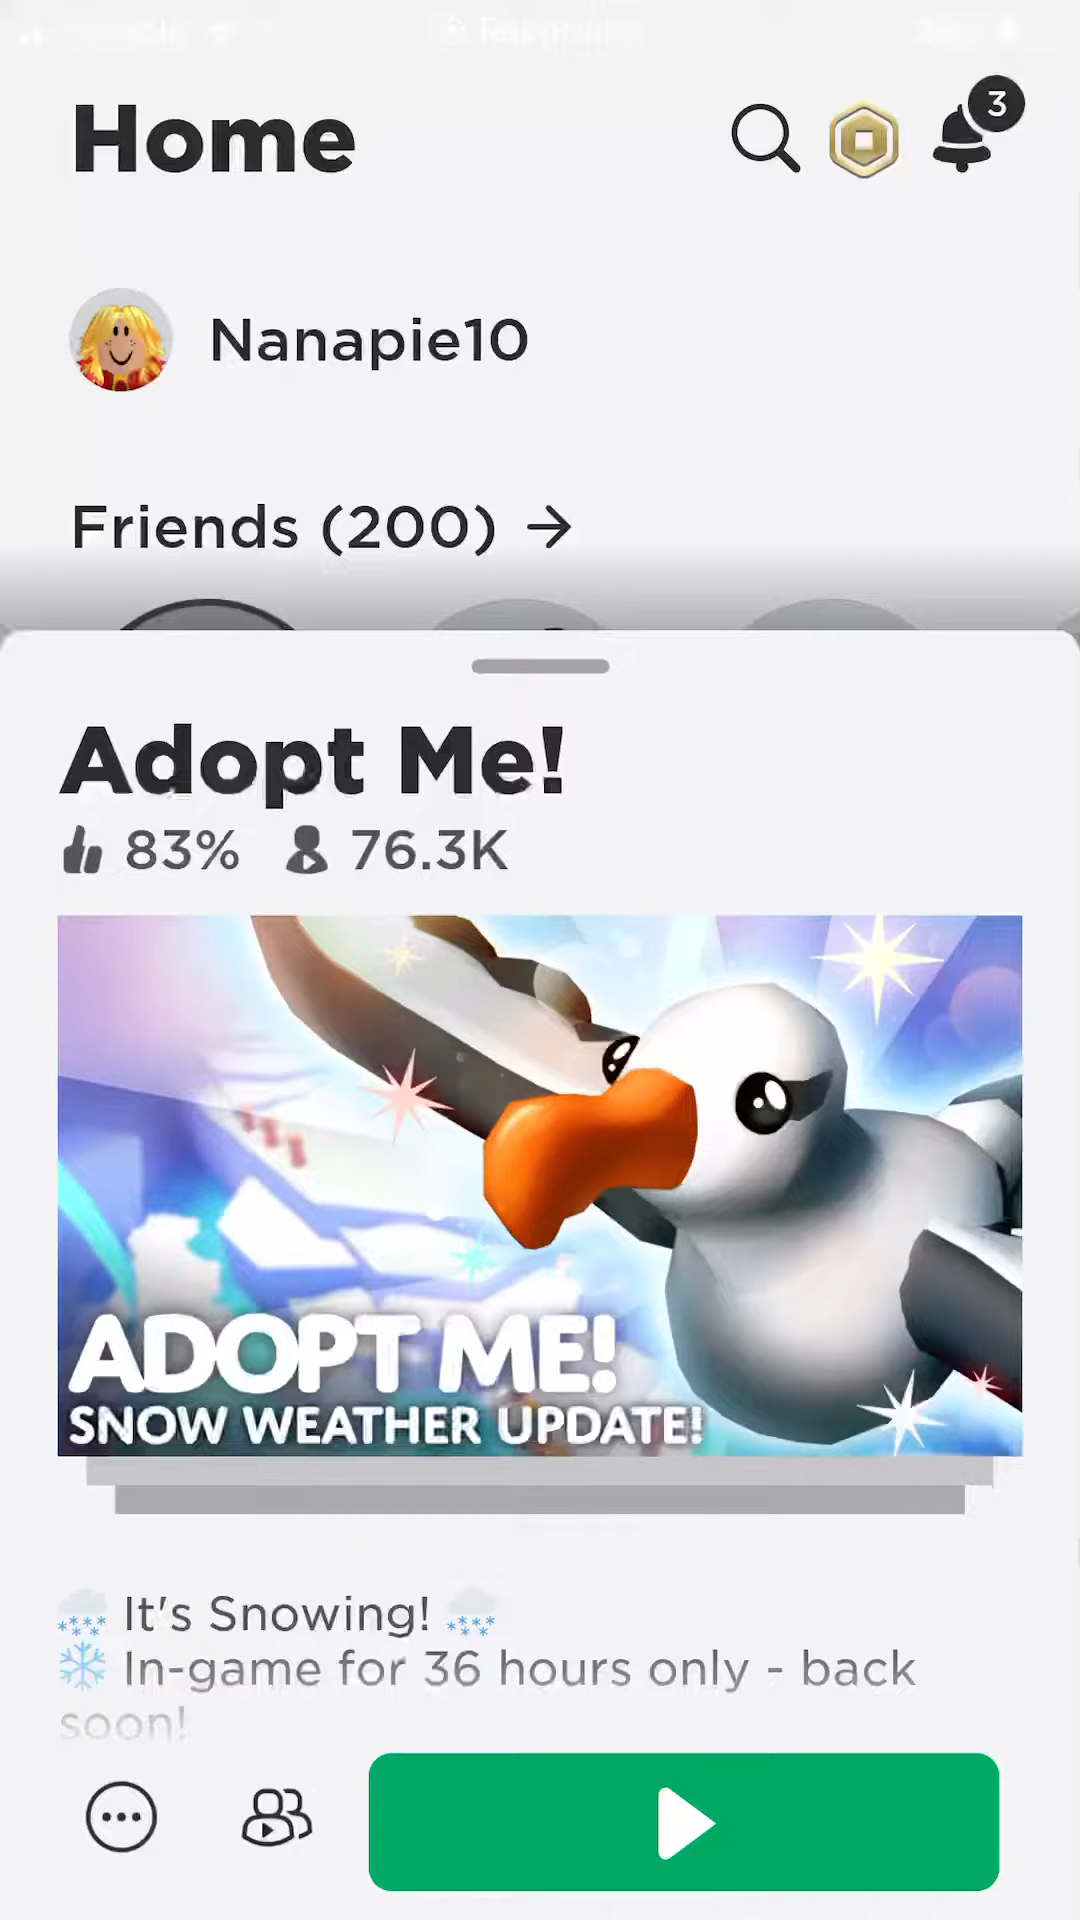 Home
3
Nanapie10
Friends (200) →
Adopt Me!
83% 76.3K
ADOPT ME!
SNOW WEATHER UPDATE!
It's Snowing!
In-game for 36 hours only - back
soon!